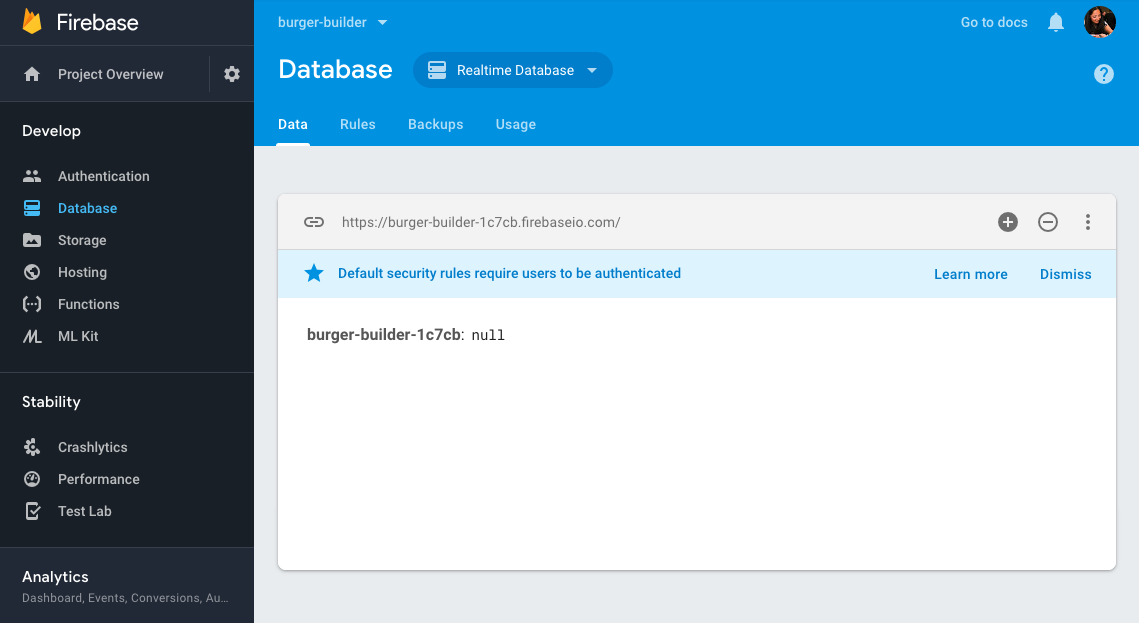 Firebase
Project Overview
Develop
Authentication
Database
Storage
Hosting
Functions
ML Kit
Stability
Crashlytics
Performance
Test Lab
Analytics
Dashboard, Events, Conversions, Au...
burger-builder
Go to docs
Database
Realtime Database
Data Rules Backups Usage
https://burger-builder-1c7cb.firebaseio.com/
Default security rules require users to be authenticated Learn more Dismiss
burger-builder-1c7cb: null